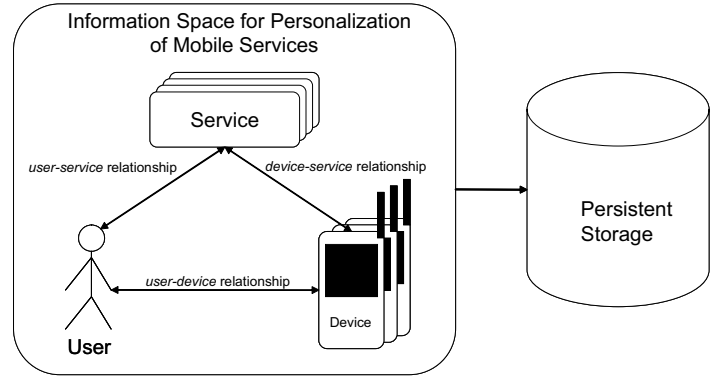 Information Space for Personalization
of Mobile Services
Service
user-service relationship
device-service relationship
user-device relationship
Device
User
Persistent
Storage